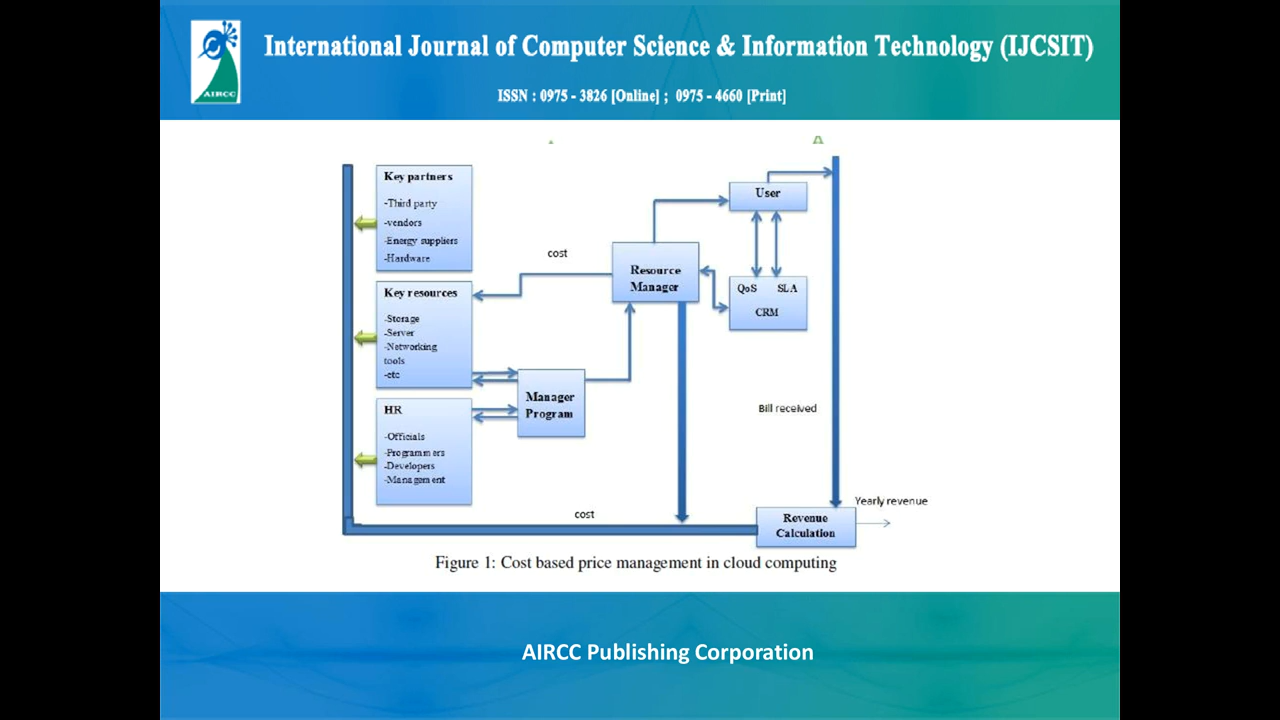 AIRCC
International Journal of Computer Science & Information Technology (IJCSIT)
ISSN : 0975 - 3826 [Online] ; 0975 - 4660 [Print]
A
Key partners
-Third party
-vendors
-Energy suppliers
-Hardware
Key resources
-Storage
-Server
-Networking
tools
-etc
HR
-Officials
-Programmers
-Developers
-Management
cost
Manager
Program
Resource
Manager
User
QoS SLA
CRM
Bill received
cost
Revenue
Calculation
Yearly revenue
Figure 1: Cost based price management in cloud computing
AIRCC Publishing Corporation